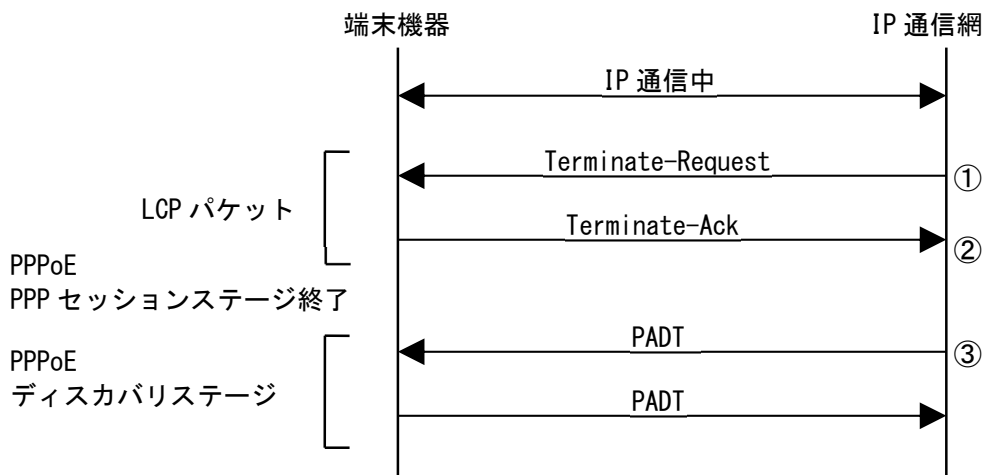 端末機器
IP 通信網
IP 通信中
Terminate-Request
①
LCP パケット
Terminate-Ack
②
PPPoE
PPP セッションステージ終了
PADT
③
PPPoE
ディスカバリステージ
PADT